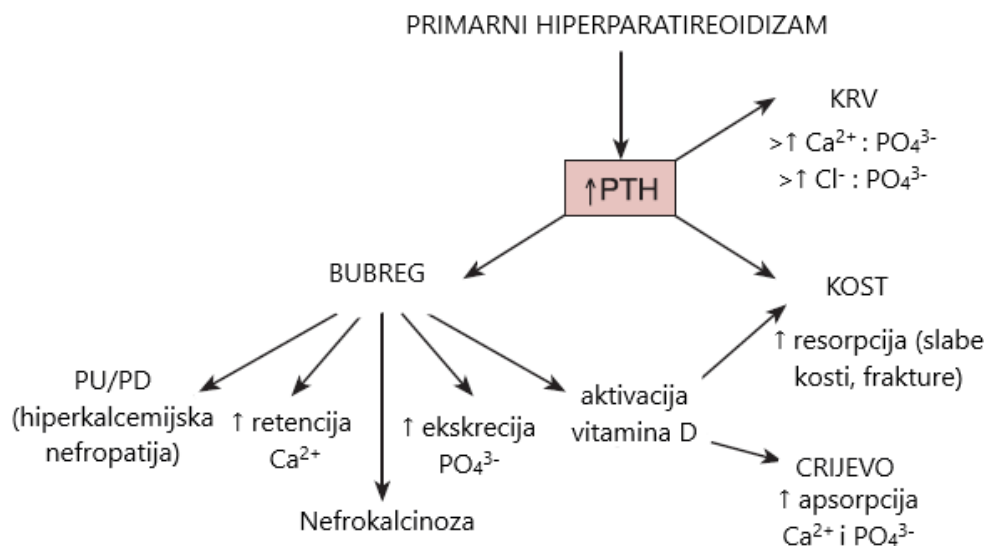 PRIMARNI HIPERPARATIREOIDIZAM
KRV
>↑ Ca²⁺ : PO₄³⁻
>↑ Cl⁻ : PO₄³⁻
↑PTH
BUBREG
KOST
↑ resorpcija (slabe
kosti, frakture)
PU/PD
(hiperkalcemijska
nefropatija)
↑ retencija
Ca²⁺
↑ ekskrecija
PO₄³⁻
aktivacija
vitamina D
Nefrokalcinoza
CRIJEVO
↑ apsorpcija
Ca²⁺ i PO₄³⁻